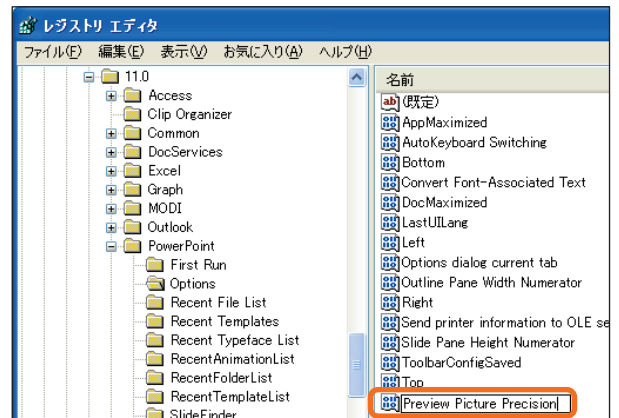 レジストリ エディタ
ファイル(F) 編集(E) 表示(V) お気に入り(A) ヘルプ(H)
11.0
Access
Clip Organizer
Common
DocServices
Excel
Graph
MODI
Outlook
PowerPoint
First Run
Options
Recent File List
Recent Templates
Recent Typeface List
RecentAnimationList
RecentFolderList
RecentTemplateList
SlideFinder
名前
(既定)
AppMaximized
AutoKeyboard Switching
Bottom
Convert Font-Associated Text
DocMaximized
LastUILang
Left
Options dialog current tab
Outline Pane Width Numerator
Right
Send printer information to OLE se
Slide Pane Height Numerator
ToolbarConfigSaved
Top
Preview Picture Precision